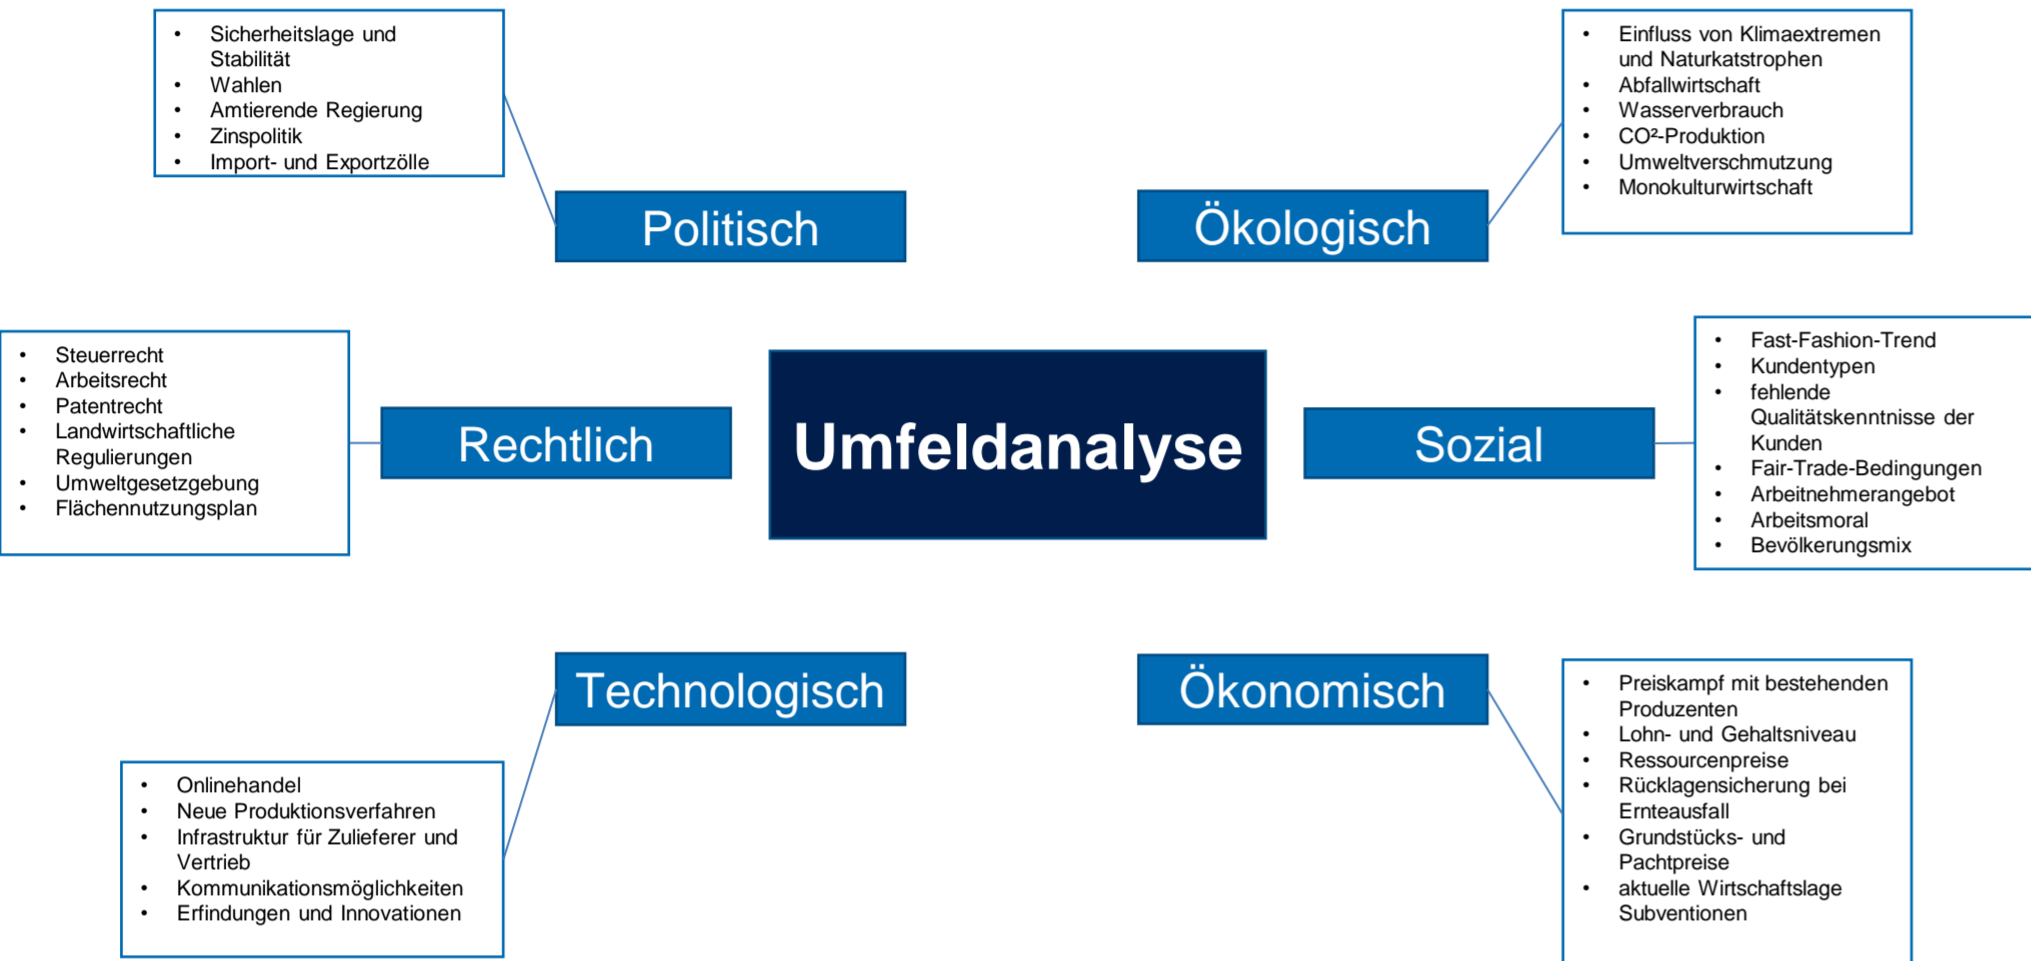 • Sicherheitslage und
Stabilität
• Wahlen
• Amtierende Regierung
• Zinspolitik
• Import- und Exportzölle
Politisch
• Einfluss von Klimaextremen
und Naturkatstrophen
• Abfallwirtschaft
• Wasserverbrauch
• CO²-Produktion
• Umweltverschmutzung
• Monokulturwirtschaft
Ökologisch
• Steuerrecht
• Arbeitsrecht
• Patentrecht
• Landwirtschaftliche
Regulierungen
• Umweltgesetzgebung
• Flächennutzungsplan
Rechtlich
Umfeldanalyse
Sozial
• Fast-Fashion-Trend
• Kundentypen
• fehlende
Qualitätskenntnisse der
Kunden
• Fair-Trade-Bedingungen
• Arbeitnehmerangebot
• Arbeitsmoral
• Bevölkerungsmix
Technologisch
• Onlinehandel
• Neue Produktionsverfahren
• Infrastruktur für Zulieferer und
Vertrieb
• Kommunikationsmöglichkeiten
• Erfindungen und Innovationen
Ökonomisch
• Preiskampf mit bestehenden
Produzenten
• Lohn- und Gehaltsniveau
• Ressourcenpreise
• Rücklagensicherung bei
Ernteausfall
• Grundstücks- und
Pachtpreise
• aktuelle Wirtschaftslage
Subventionen